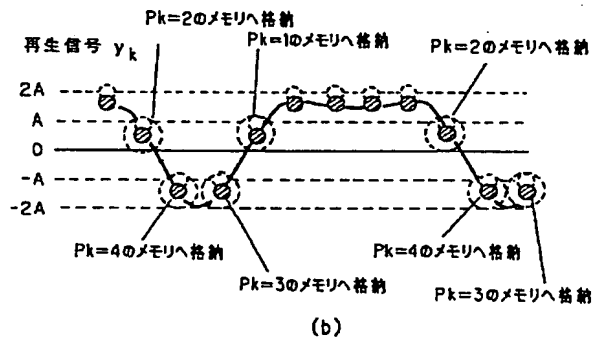 Pk=2のメモリへ格納
再生信号 yk
Pk=1のメモリへ格納
Pk=2のメモリへ格納
2A
A
0
-A
-2A
Pk=4のメモリへ格納
Pk=4のメモリへ格納
Pk=3のメモリへ格納
Pk=3のメモリへ格納
(b)